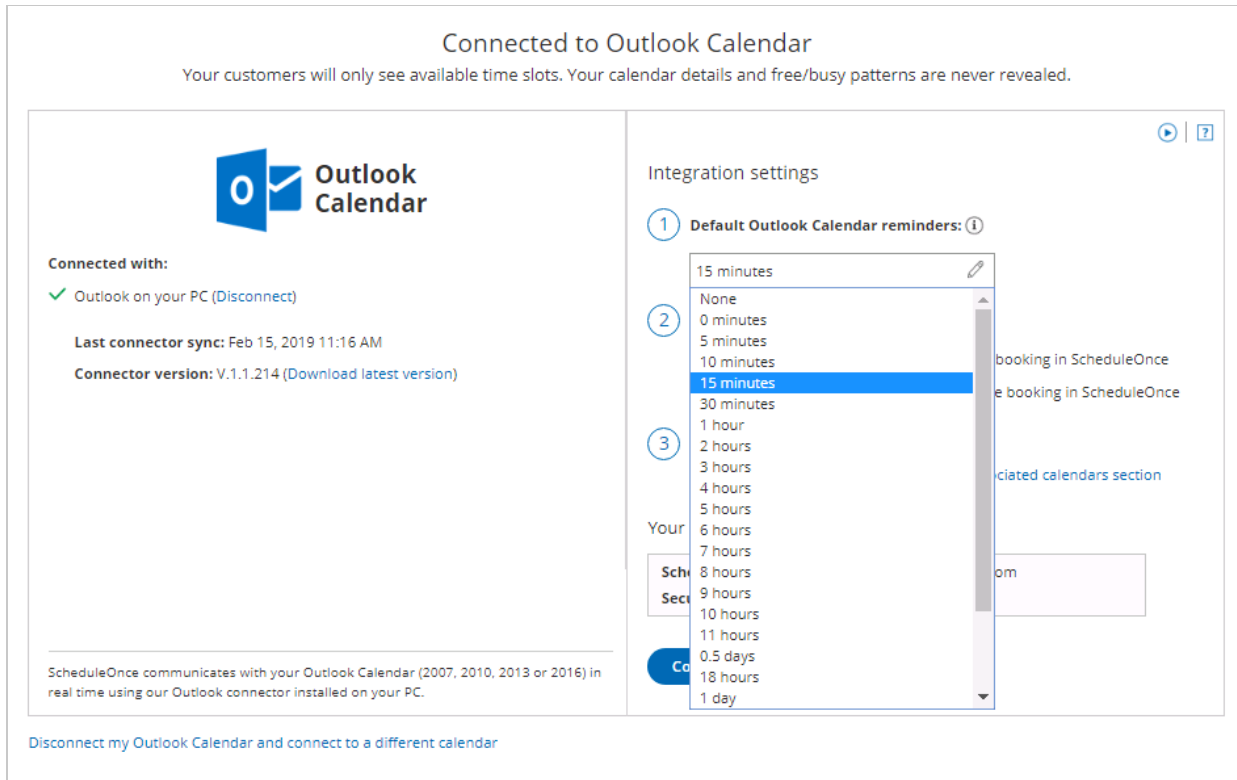 Connected to Outlook Calendar
Your customers will only see available time slots. Your calendar details and free/busy patterns are never revealed.
Outlook
Calendar
Connected with:
Outlook on your PC (Disconnect)
Last connector sync: Feb 15, 2019 11:16 AM
Connector version: V.1.1.214 (Download latest version)
ScheduleOnce communicates with your Outlook Calendar (2007, 2010, 2013 or 2016) in
real time using our Outlook connector installed on your PC.
Integration settings
1 Default Outlook Calendar reminders:
15 minutes
None
2 0 minutes
5 minutes
10 minutes booking in ScheduleOnce
15 minutes
e booking in ScheduleOnce
30 minutes
1 hour
3 2 hours
3 hours
ciated calendars section
4 hours
5 hours
Your 6 hours
7 hours
8 hours
9 hours
10 hours
11 hours
0.5 days
18 hours
1 day
Disconnect my Outlook Calendar and connect to a different calendar